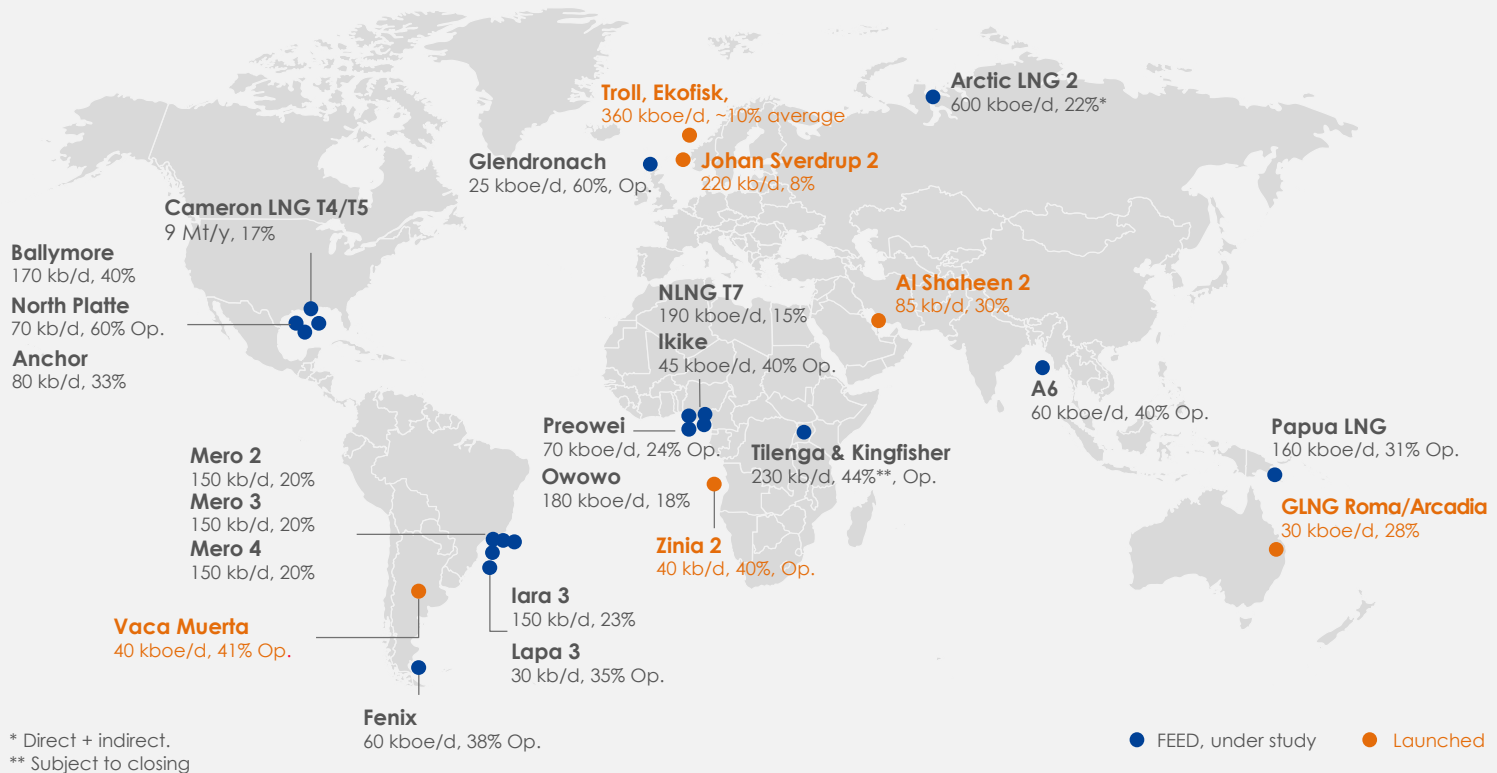 Arctic LNG 2
600 kboe/d, 22%*
Troll, Ekofisk,
360 kboe/d, ~10% average
Glendronach
25 kboe/d, 60%, Op.
Johan Sverdrup 2
220 kb/d, 8%
Cameron LNG T4/T5
9 Mt/y, 17%
Ballymore
170 kb/d, 40%
North Platte
70 kb/d, 60% Op.
Anchor
80 kb/d, 33%
NLNG T7
190 kboe/d, 15%
Ikike
45 kboe/d, 40% Op.
Al Shaheen 2
85 kb/d, 30%
A6
60 kboe/d, 40% Op.
Preowei
70 kboe/d, 24% Op.
Owowo
180 kboe/d, 18%
Tilenga & Kingfisher
230 kb/d, 44%**, Op.
Papua LNG
160 kboe/d, 31% Op.
GLNG Roma/Arcadia
30 kboe/d, 28%
Mero 2
150 kb/d, 20%
Mero 3
150 kb/d, 20%
Mero 4
150 kb/d, 20%
Zinia 2
40 kb/d, 40%, Op.
Iara 3
150 kb/d, 23%
Lapa 3
30 kb/d, 35% Op.
Vaca Muerta
40 kboe/d, 41% Op.
Fenix
60 kboe/d, 38% Op.
* Direct + indirect.
** Subject to closing
FEED, under study
Launched